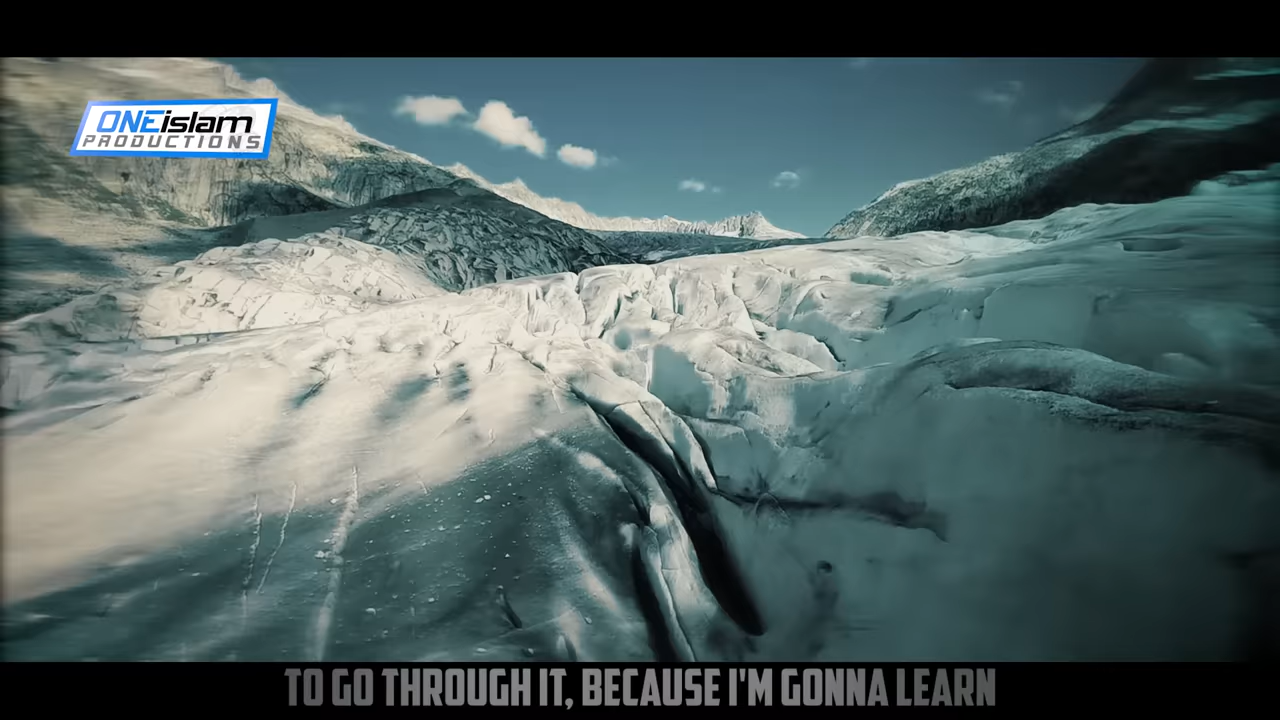 ONEislam
PRODUCTIONS
TO GO THROUGH IT, BECAUSE I'M GONNA LEARN